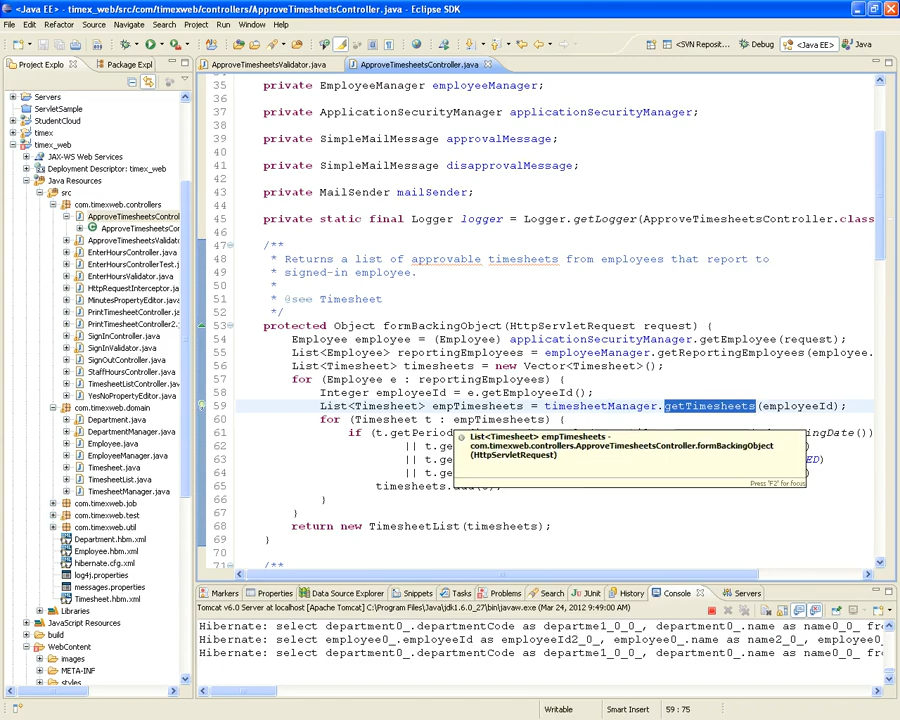 <Java EE> - timex_web/src/com/timexweb/controllers/ApproveTimesheetsController.java - Eclipse SDK
File Edit Refactor Source Navigate Search Project Run Window Help
<SVN Reposit... Debug <Java EE> Java
Project Explo Package Expl
ApproveTimesheetsValidator.java ApproveTimesheetsController.java
Servers
ServletSample
StudentCloud
timex
timex_web
JAX-WS Web Services
Deployment Descriptor: timex_web
Java Resources
src
com.timexweb.controllers
ApproveTimesheetsControl
ApproveTimesheetsCo
ApproveTimesheetsValidat
EnterHoursController.java
EnterHoursControllerTest.j
EnterHoursValidator.java
HttpRequestInterceptor.jav
MinutesPropertyEditor.java
PrintTimesheetController.ja
PrintTimesheetController2.
SignInController.java
SignInValidator.java
SignOutController.java
StaffHoursController.java
TimesheetListController.jav
YesNoPropertyEditor.java
com.timexweb.domain
Department.java
DepartmentManager.java
Employee.java
EmployeeManager.java
Timesheet.java
TimesheetList.java
TimesheetManager.java
com.timexweb.job
com.timexweb.test
com.timexweb.util
Department.hbm.xml
Employee.hbm.xml
hibernate.cfg.xml
log4j.properties
messages.properties
Timesheet.hbm.xml
Libraries
JavaScript Resources
build
WebContent
images
META-INF
styles
35 private EmployeeManager employeeManager;
36
37 private ApplicationSecurityManager applicationSecurityManager;
38
39 private SimpleMailMessage approvalMessage;
40
41 private SimpleMailMessage disapprovalMessage;
42
43 private MailSender mailSender;
44
45 private static final Logger logger = Logger.getLogger(ApproveTimesheetsController.class
46
47 /**
48 * Returns a list of approvable timesheets from employees that report to
49 * signed-in employee.
50 *
51 * @see Timesheet
52 */
53 protected Object formBackingObject(HttpServletRequest request) {
54 Employee employee = (Employee) applicationSecurityManager.getEmployee(request);
55 List<Employee> reportingEmployees = employeeManager.getReportingEmployees(employee.
56 List<Timesheet> timesheets = new Vector<Timesheet>();
57 for (Employee e : reportingEmployees) {
58 Integer employeeId = e.getEmployeeId();
59 List<Timesheet> empTimesheets = timesheetManager.getTimesheets(employeeId);
60 for (Timesheet t : empTimesheets) {
61 if (t.getPerio ingDate())
62 || t.ge
63 || t.ge ED)
64 || t.ge
65 timesheets.add(t);
66 }
67 }
68 return new TimesheetList(timesheets);
69 }
70
71 /**
List<Timesheet> empTimesheets -
com.timexweb.controllers.ApproveTimesheetsController.formBackingObject
(HttpServletRequest)
Press 'F2' for focus
Markers Properties Data Source Explorer Snippets Tasks Problems Search JUnit History Console Servers
Tomcat v6.0 Server at localhost [Apache Tomcat] C:\Program Files\Java\jdk1.6.0_27\bin\javaw.exe (Mar 24, 2012 9:49:00 AM)
Hibernate: select department0_.departmentCode as departme1_0_0_, department0_.name as name0_0_ fro
Hibernate: select employee0_.employeeId as employeeId2_0_, employee0_.name as name2_0_, employee0_
Hibernate: select department0_.departmentCode as departme1_0_0_, department0_.name as name0_0_ fro
Writable Smart Insert 59 : 75